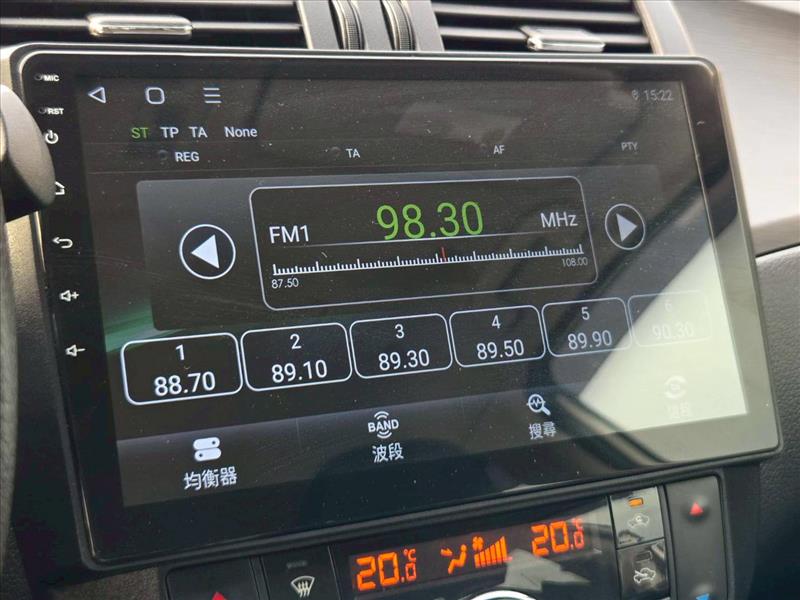 MIC
15:22
RST
ST TP TA None
REG TA AF PTY
FM1 98.30 MHz
87.50 108.00
1 2 3 4 5 6
88.70 89.10 89.30 89.50 89.90 90.30
BAND
均衡器 波段 搜尋
20.0°C 20.0°C